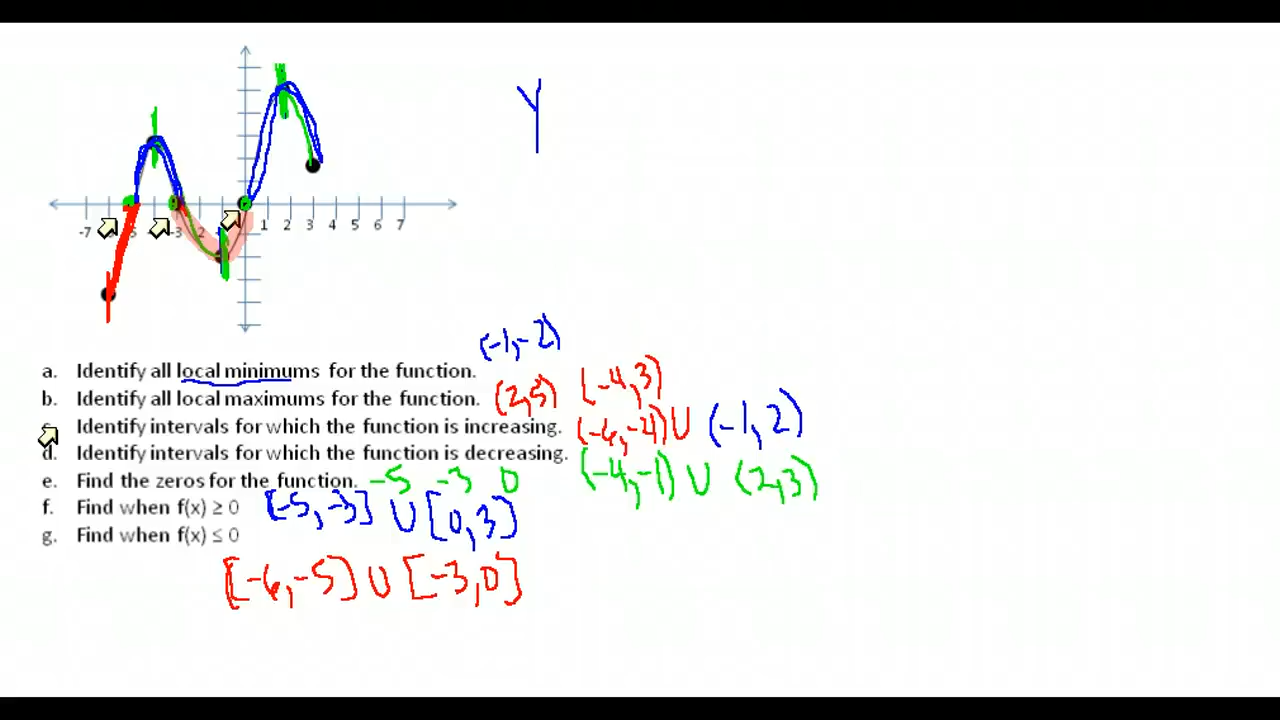 Y
-7 -3 2 1 2 3 4 5 6 7
(-1,-2)
a. Identify all local minimums for the function.
b. Identify all local maximums for the function. (2,5) (-4,3)
Identify intervals for which the function is increasing. (-6,-4) U (-1,2)
d. Identify intervals for which the function is decreasing. (-4,-1) U (2,3)
e. Find the zeros for the function. -5 -3 0
f. Find when f(x) ≥ 0 [-5,-3] U [0,3]
g. Find when f(x) ≤ 0
[-6,-5] U [-3,0]